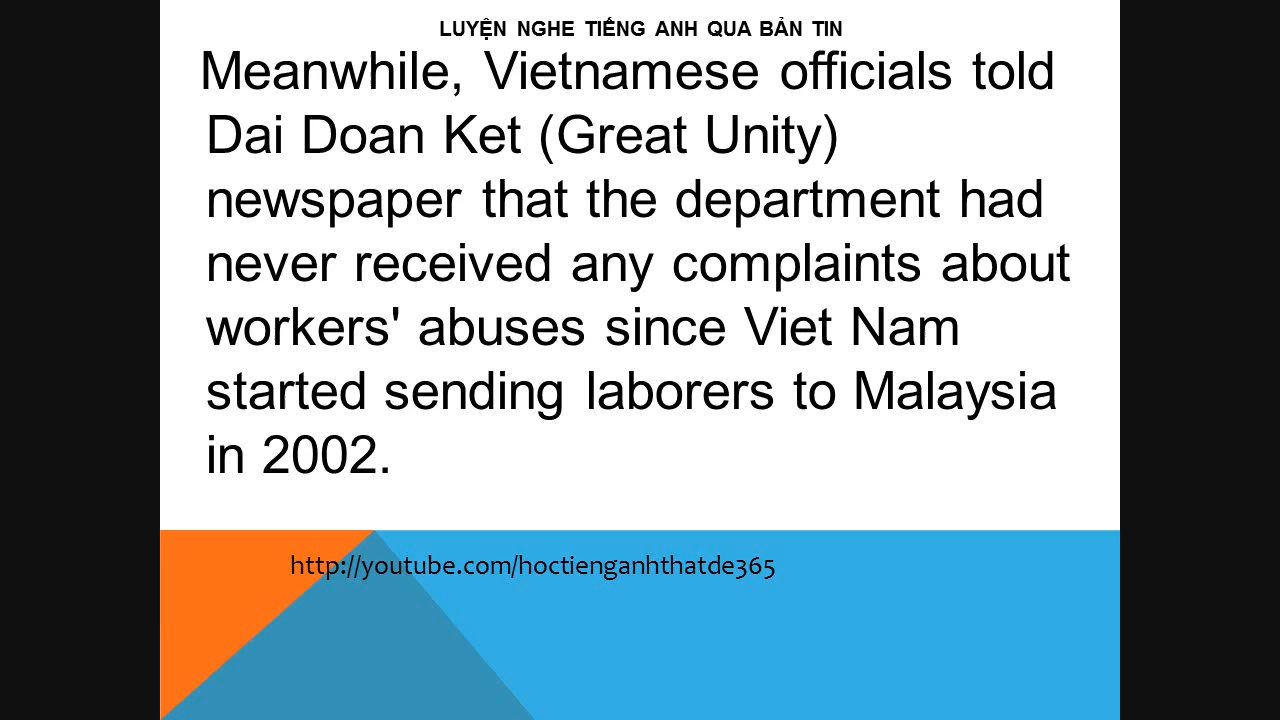 LUYỆN NGHE TIẾNG ANH QUA BẢN TIN
Meanwhile, Vietnamese officials told
Dai Doan Ket (Great Unity)
newspaper that the department had
never received any complaints about
workers' abuses since Viet Nam
started sending laborers to Malaysia
in 2002.
http://youtube.com/hoctienganhthatde365